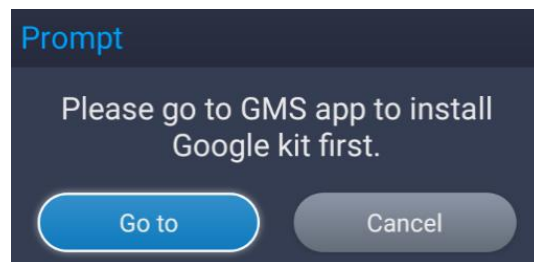 Prompt
Please go to GMS app to install
Google kit first.
Go to
Cancel